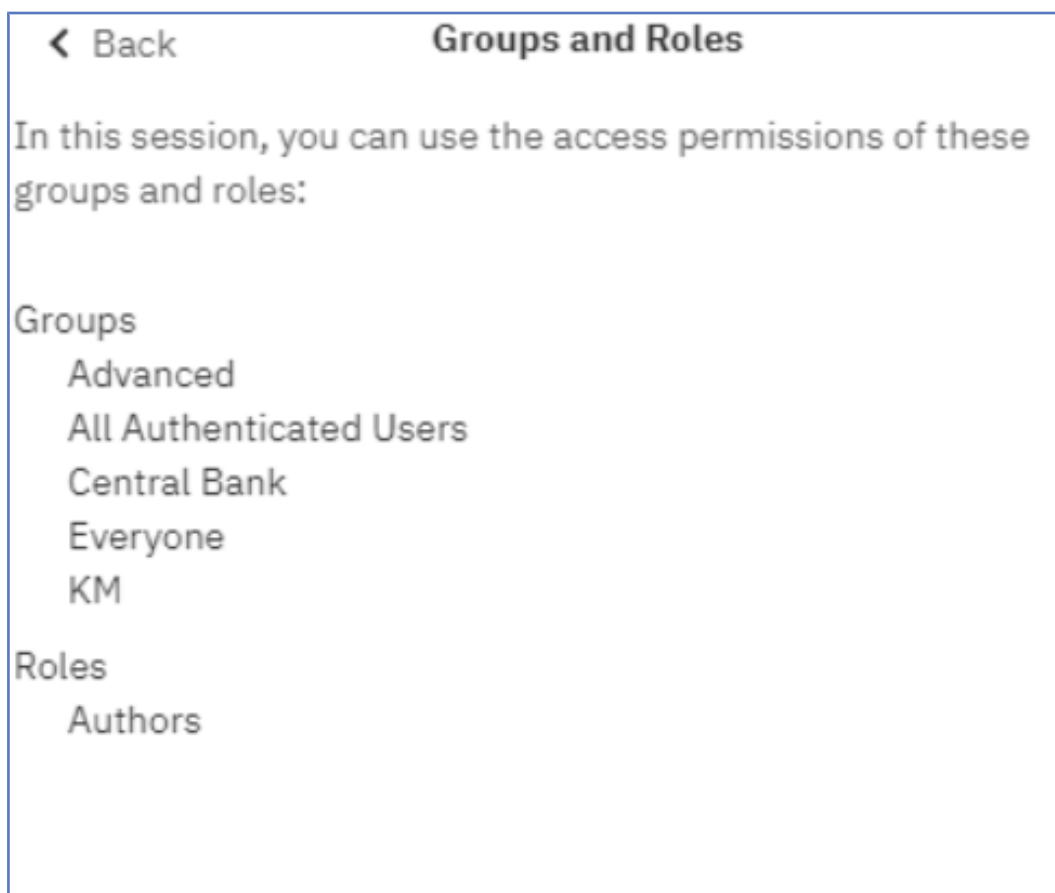 Back
Groups and Roles
In this session, you can use the access permissions of these
groups and roles:
Groups
Advanced
All Authenticated Users
Central Bank
Everyone
KM
Roles
Authors